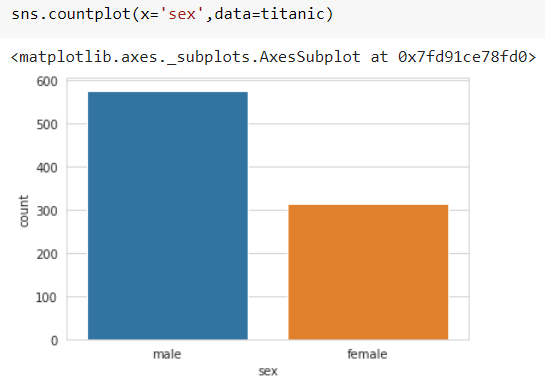 sns.countplot(x='sex',data=titanic)
<matplotlib.axes._subplots.AxesSubplot at 0x7fd91ce78fd0>
600
500
400
300
200
100
0
count
male female
sex